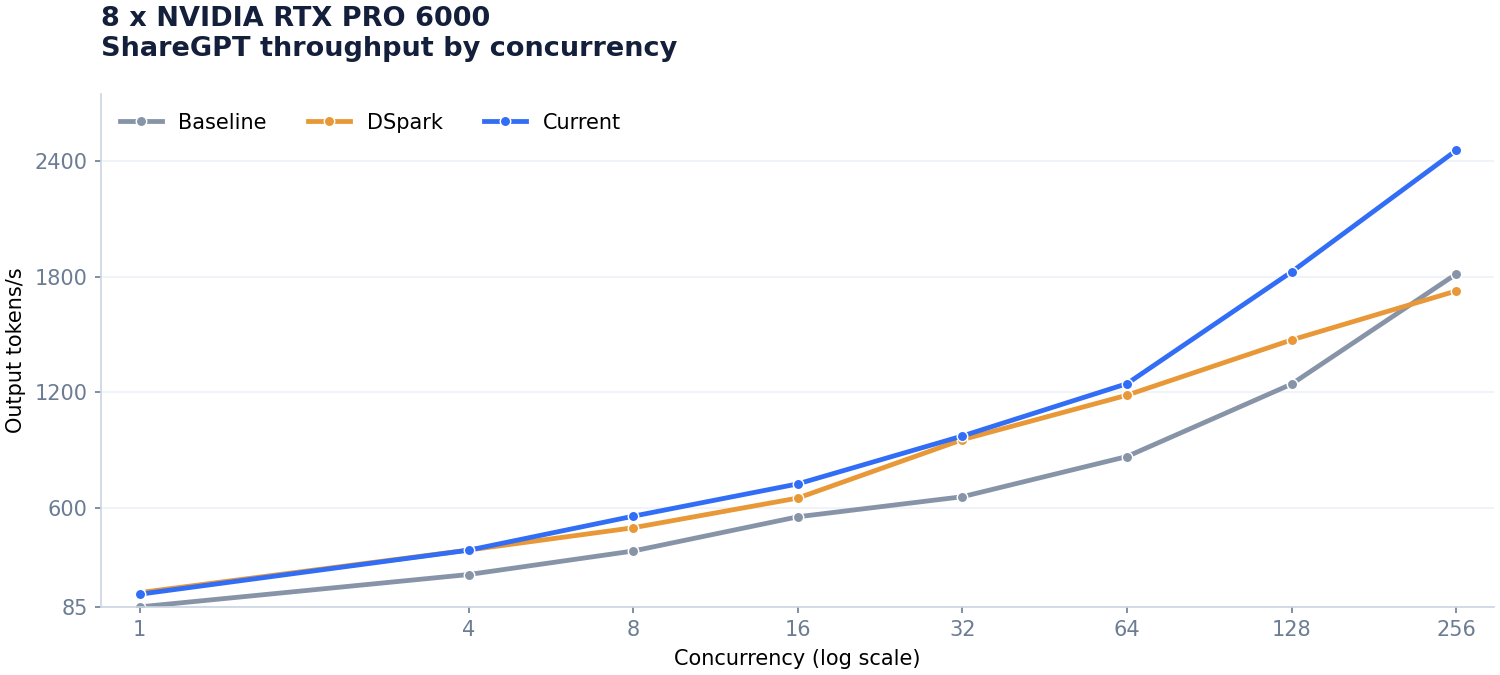 8 x NVIDIA RTX PRO 6000
ShareGPT throughput by concurrency
Baseline DSpark Current
Output tokens/s
2400
1800
1200
600
85
1 4 8 16 32 64 128 256
Concurrency (log scale)